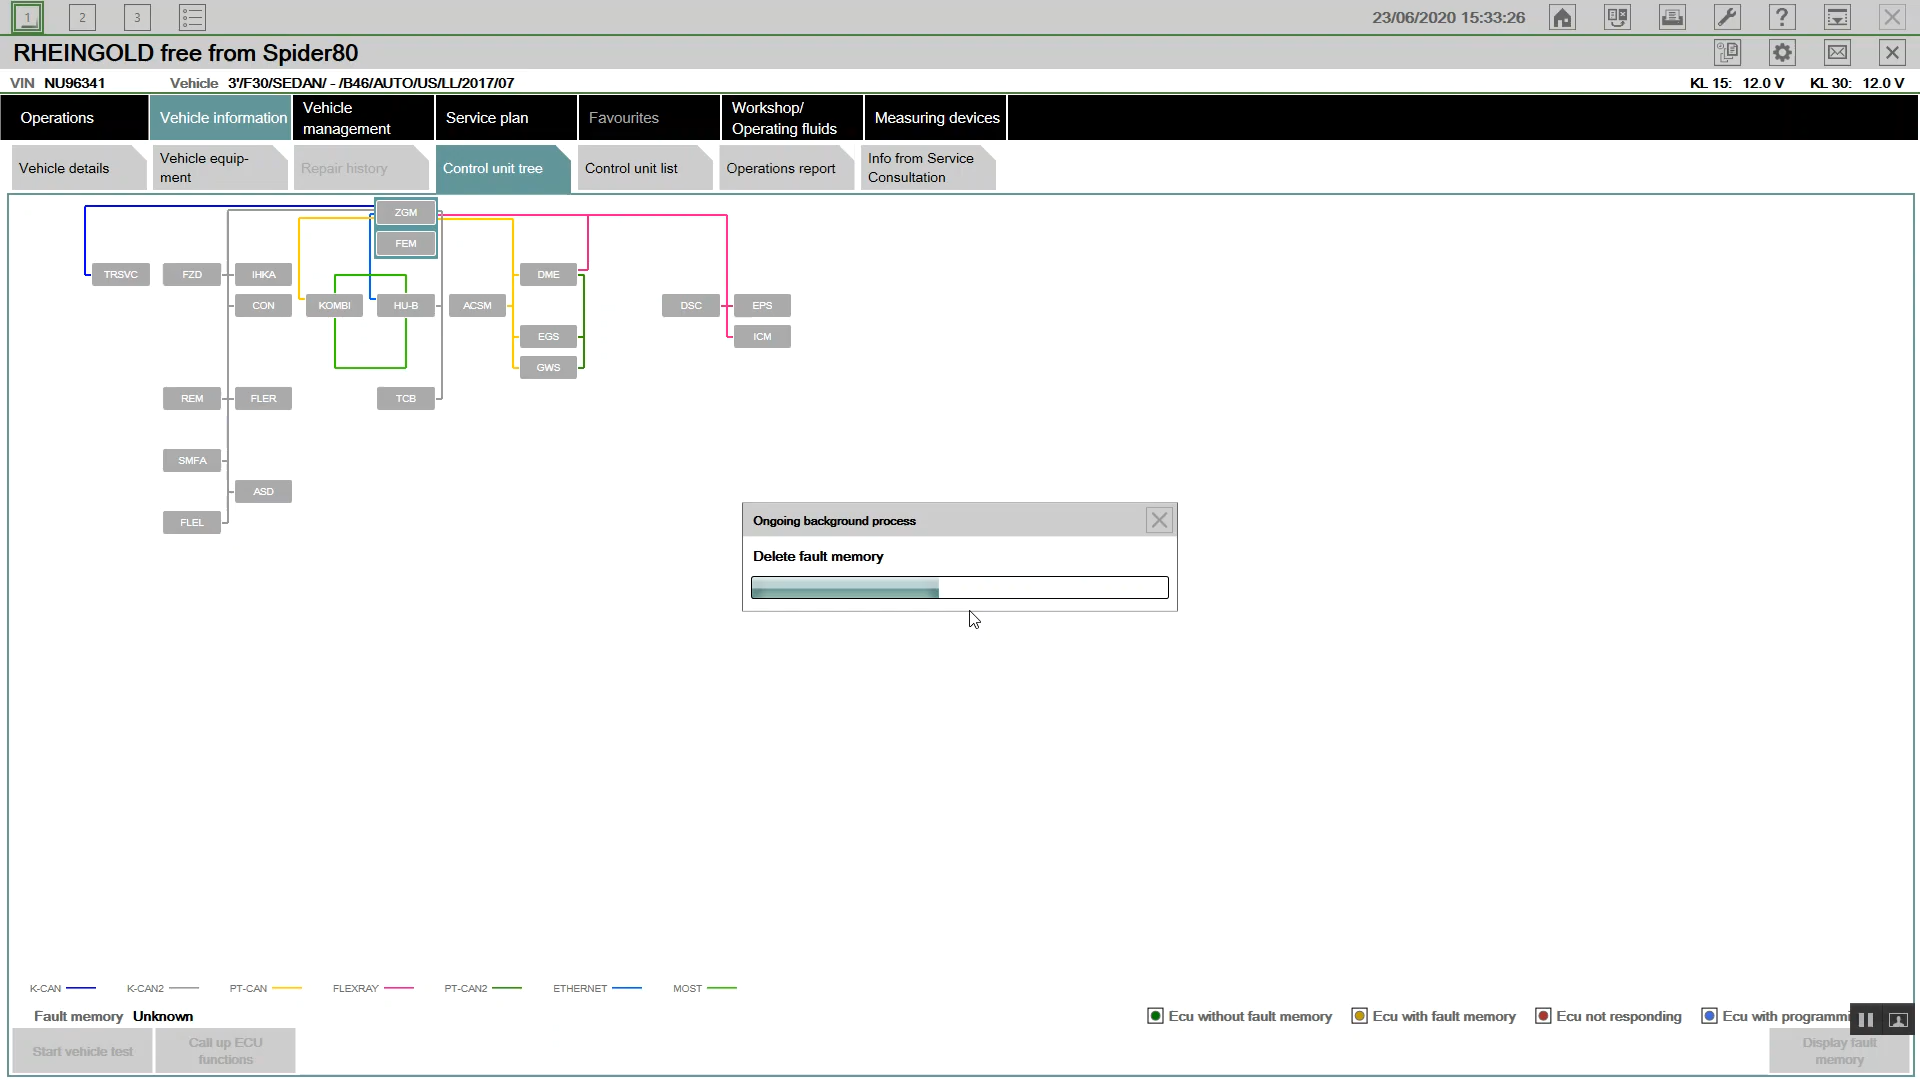 1 2 3 23/06/2020 15:33:26 ?
RHEINGOLD free from Spider80
VIN NU96341 Vehicle 3'/F30/SEDAN/ - /B46/AUTO/US/LL/2017/07 KL 15: 12.0 V KL 30: 12.0 V
Operations
Vehicle information
Vehicle
management
Service plan
Favourites
Workshop/
Operating fluids
Measuring devices
Vehicle details
Vehicle equip-
ment
Repair history
Control unit tree
Control unit list
Operations report
Info from Service
Consultation
ZGM
FEM
TRSVC FZD IHKA DME
CON KOMBI HU-B ACSM DSC EPS
EGS ICM
GWS
REM FLER TCB
SMFA
ASD
FLEL
Ongoing background process
Delete fault memory
K-CAN K-CAN2 PT-CAN FLEXRAY PT-CAN2 ETHERNET MOST
Fault memory Unknown
Ecu without fault memory Ecu with fault memory Ecu not responding Ecu with programmi
Start vehicle test
Call up ECU
functions
Display fault
memory